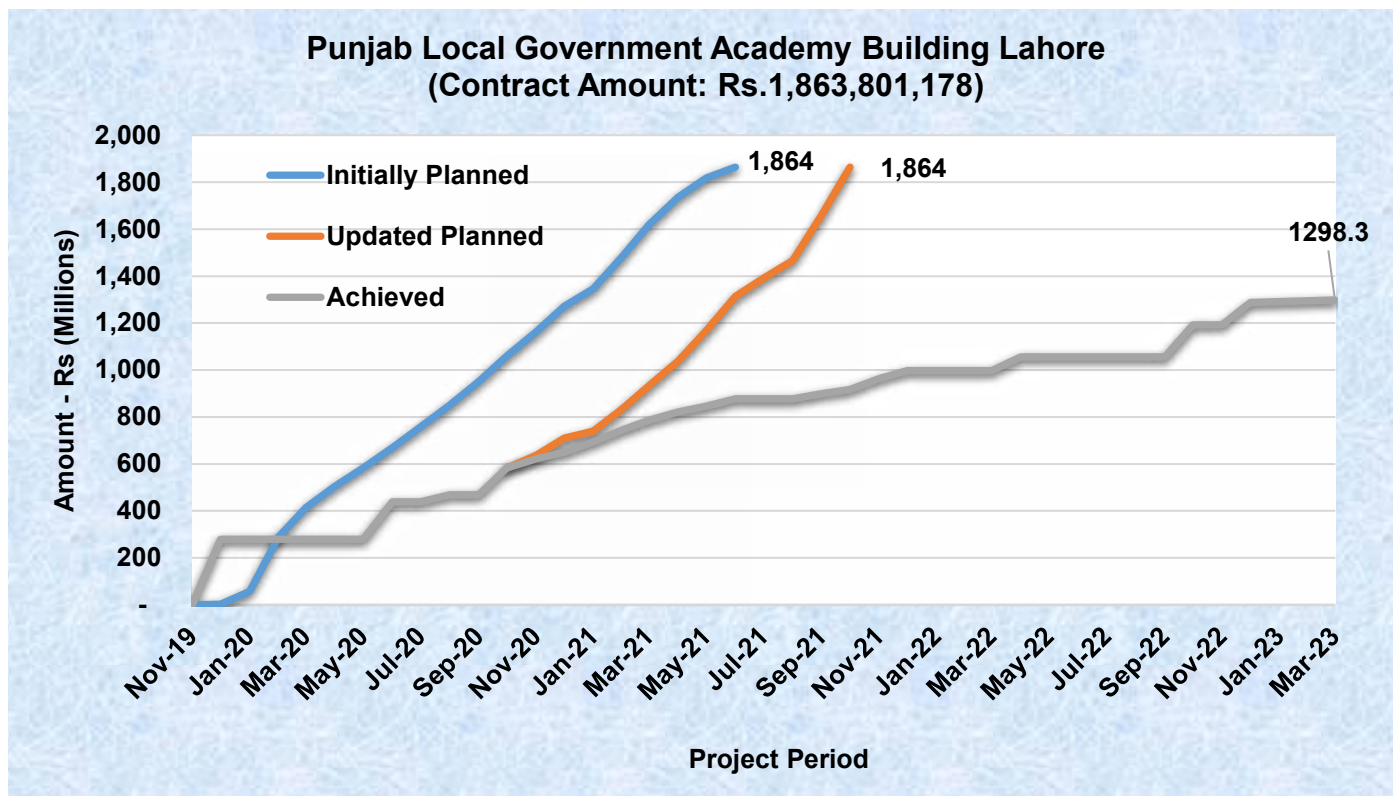 Punjab Local Government Academy Building Lahore
(Contract Amount: Rs.1,863,801,178)
Amount - Rs (Millions)
2,000
1,800
1,600
1,400
1,200
1,000
800
600
400
200
-
Initially Planned
Updated Planned
Achieved
1,864
1,864
1298.3
Nov-19
Jan-20
Mar-20
May-20
Jul-20
Sep-20
Nov-20
Jan-21
Mar-21
May-21
Jul-21
Sep-21
Nov-21
Jan-22
Mar-22
May-22
Jul-22
Sep-22
Nov-22
Jan-23
Mar-23
Project Period